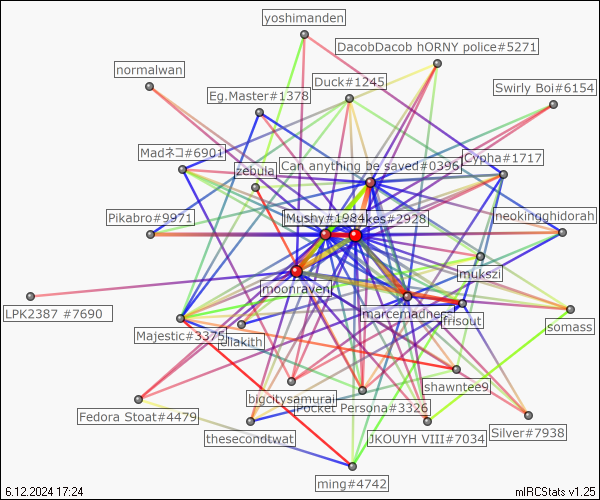 yoshimanden
DacobDacob hORNY police#5271
normalwan
Duck#1245
Swirly Boi#6154
Eg.Master#1378
Madネコ#6901
Cypha#1717
zebula
Can anything be saved#0396
Pikabro#9971
Mushy#1984
kes#2928
neokingghidorah
mukszi
moonraven
LPK2387 #7690
marcemadness
frisout
somass
Majestic#3375
eliakith
shawntee9
bigcitysamurai
Pocket Persona#3326
Fedora Stoat#4479
thesecondtwat
JKOUYH VIII#7034
Silver#7938
ming#4742
6.12.2024 17:24
mIRCStats v1.25